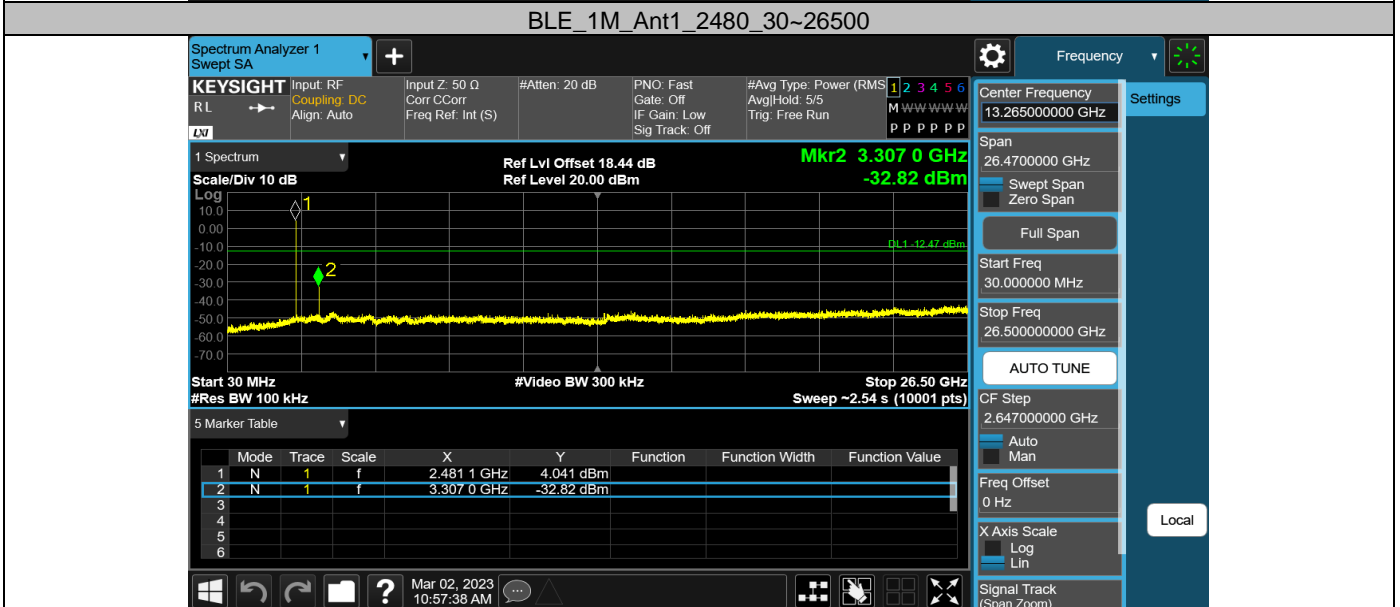 BLE_1M_Ant1_2480_30~26500
Spectrum Analyzer 1
Swept SA
+
Frequency
KEYSIGHT
R L
LXI
Input: RF
Coupling: DC
Align: Auto
Input Z: 50 Ω
Corr CCorr
Freq Ref: Int (S)
#Atten: 20 dB
PNO: Fast
Gate: Off
IF Gain: Low
Sig Track: Off
#Avg Type: Power (RMS
Avg|Hold: 5/5
Trig: Free Run
1 2 3 4 5 6
M W W W W W
P P P P P P
1 Spectrum
Scale/Div 10 dB
Ref Lvl Offset 18.44 dB
Ref Level 20.00 dBm
Mkr2 3.307 0 GHz
-32.82 dBm
Log
10.0
0.00
-10.0
-20.0
-30.0
-40.0
-50.0
-60.0
-70.0
1
2
DL1 -12.47 dBm
Start 30 MHz
#Video BW 300 kHz
Stop 26.50 GHz
#Res BW 100 kHz
Sweep ~2.54 s (10001 pts)
5 Marker Table
Mode Trace Scale X Y Function Function Width Function Value
1 N 1 f 2.481 1 GHz 4.041 dBm
2 N 1 f 3.307 0 GHz -32.82 dBm
3
4
5
6
Center Frequency
13.265000000 GHz
Settings
Span
26.4700000 GHz
Swept Span
Zero Span
Full Span
Start Freq
30.000000 MHz
Stop Freq
26.500000000 GHz
AUTO TUNE
CF Step
2.647000000 GHz
Auto
Man
Freq Offset
0 Hz
X Axis Scale
Log
Lin
Local
Signal Track
(Span Zoom)
?
Mar 02, 2023
10:57:38 AM